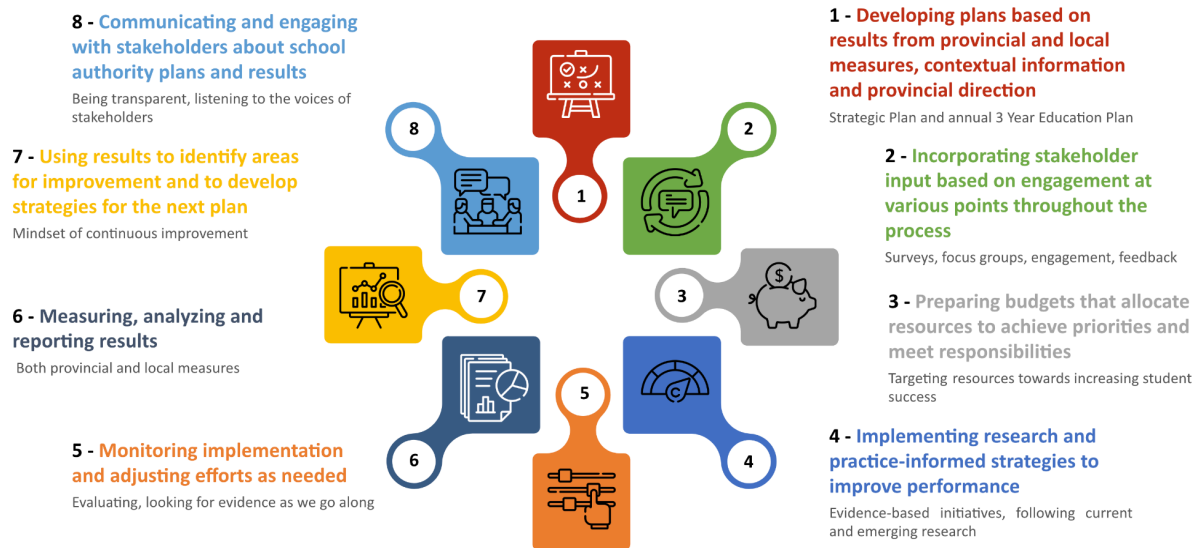 1 - Developing plans based on
results from provincial and local
measures, contextual information
and provincial direction
Strategic Plan and annual 3 Year Education Plan
2 - Incorporating stakeholder
input based on engagement at
various points throughout the
process
Surveys, focus groups, engagement, feedback
3 - Preparing budgets that allocate
resources to achieve priorities and
meet responsibilities
Targeting resources towards increasing student
success
4 - Implementing research and
practice-informed strategies to
improve performance
Evidence-based initiatives, following current
and emerging research
5 - Monitoring implementation
and adjusting efforts as needed
Evaluating, looking for evidence as we go along
6 - Measuring, analyzing and
reporting results
Both provincial and local measures
7 - Using results to identify areas
for improvement and to develop
strategies for the next plan
Mindset of continuous improvement
8 - Communicating and engaging
with stakeholders about school
authority plans and results
Being transparent, listening to the voices of
stakeholders
1
2
3
$
4
C
5
6
7
8